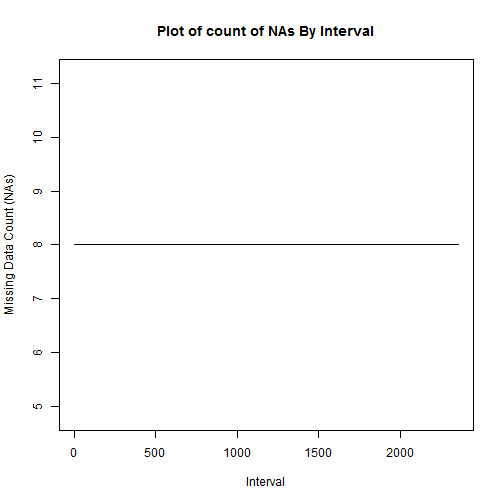 Plot of count of NAs By Interval
Missing Data Count (NAs)
11
10
9
8
7
6
5
0 500 1000 1500 2000
Interval